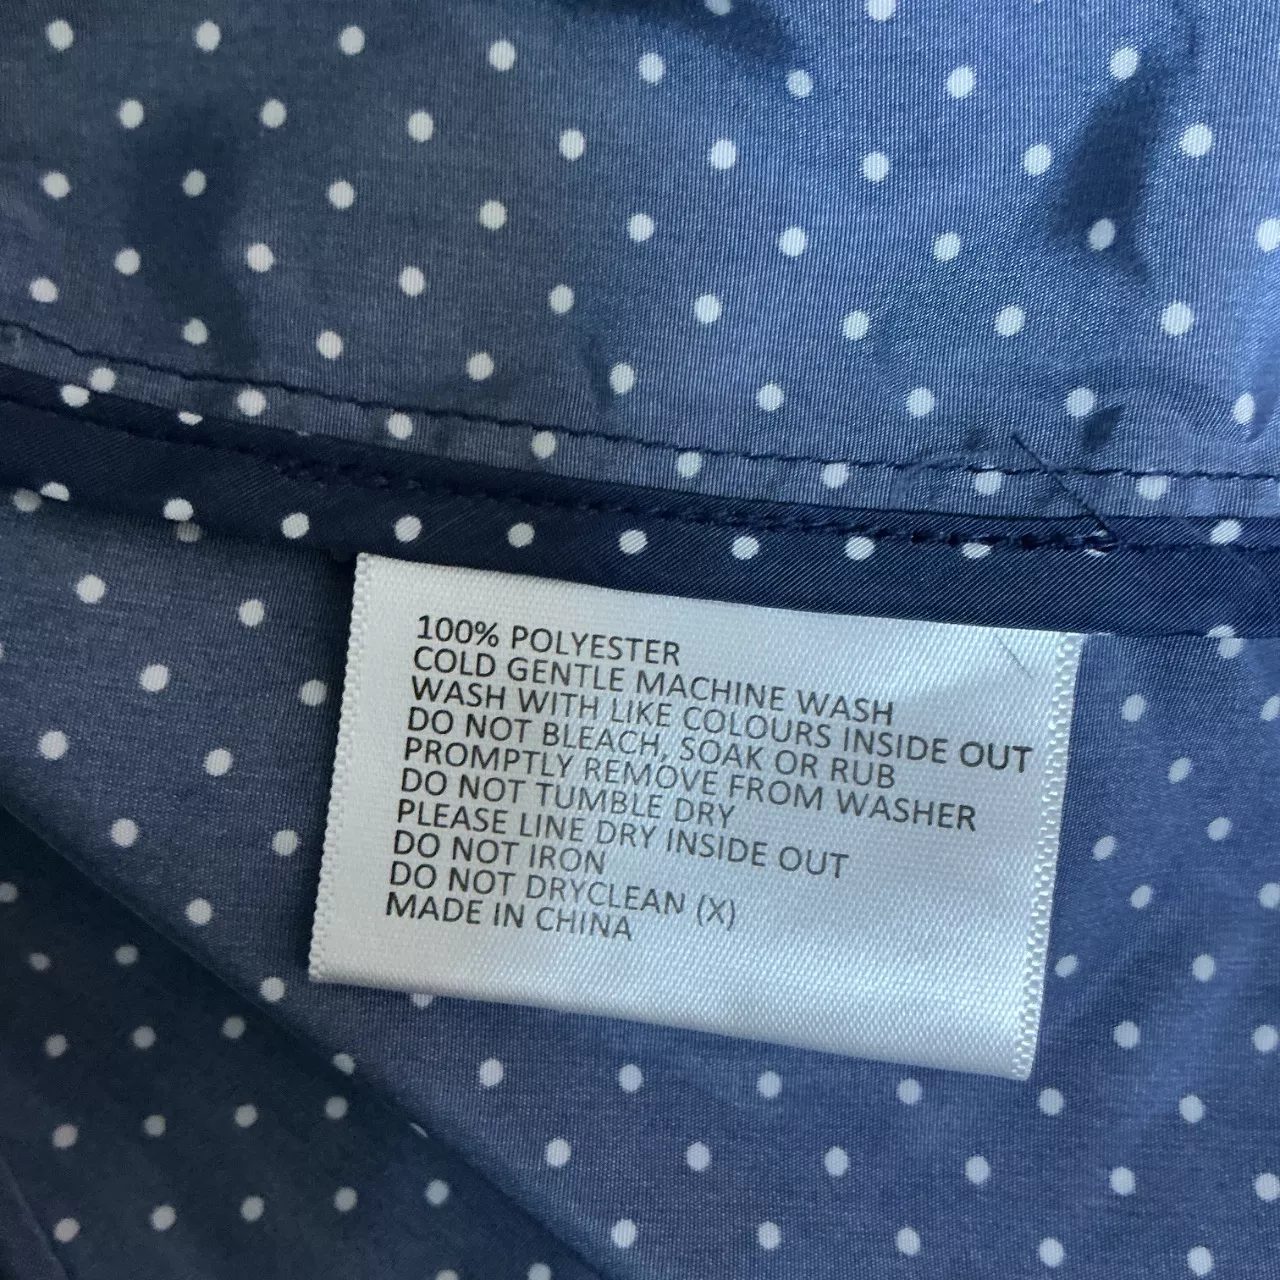 100% POLYESTER
COLD GENTLE MACHINE WASH
WASH WITH LIKE COLOURS INSIDE OUT
DO NOT BLEACH, SOAK OR RUB
PROMPTLY REMOVE FROM WASHER
DO NOT TUMBLE DRY
PLEASE LINE DRY INSIDE OUT
DO NOT IRON
DO NOT DRYCLEAN (X)
MADE IN CHINA